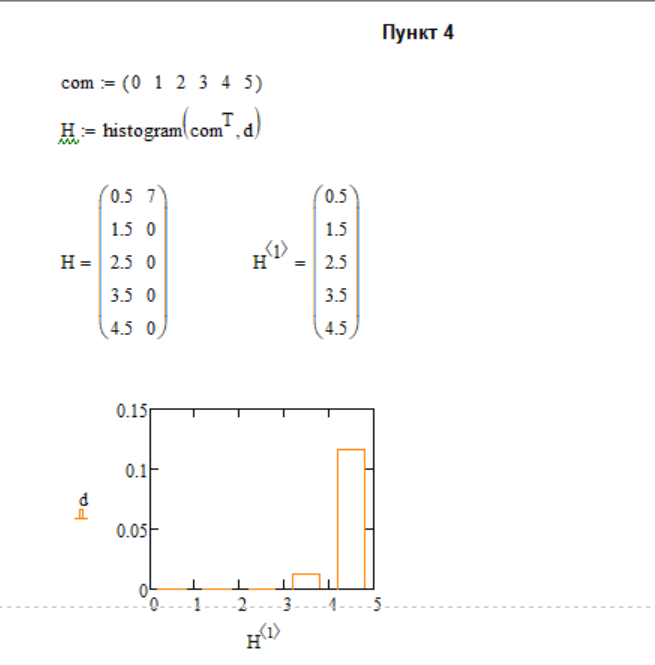 Пункт 4
com := (0 1 2 3 4 5)
H := histogram(com^T, d)
H = (0.5 7
1.5 0
2.5 0
3.5 0
4.5 0)
H^⟨1⟩ = (0.5
1.5
2.5
3.5
4.5)
0.15
0.1
d
0.05
0
0 1 2 3 4 5
H^⟨1⟩